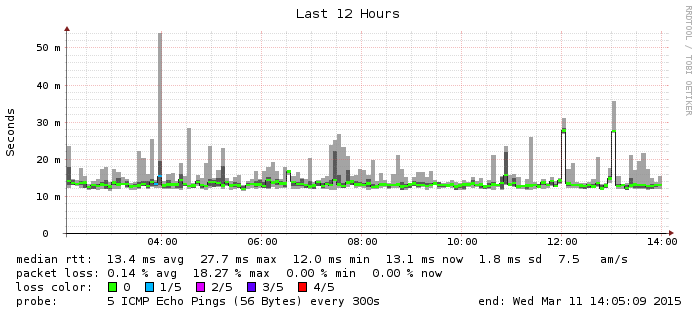 Last 12 Hours
RRDTOOL / TOBI OETIKER
Seconds
50 m
40 m
30 m
20 m
10 m
0
04:00 06:00 08:00 10:00 12:00 14:00
median rtt: 13.4 ms avg 27.7 ms max 12.0 ms min 13.1 ms now 1.8 ms sd 7.5 am/s
packet loss: 0.14 % avg 18.27 % max 0.00 % min 0.00 % now
loss color: 0 1/5 2/5 3/5 4/5
probe: 5 ICMP Echo Pings (56 Bytes) every 300s end: Wed Mar 11 14:05:09 2015